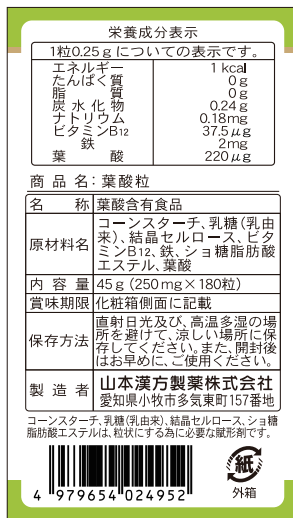 栄養成分表示
1粒0.25gについての表示です。
エネルギー 1 kcal
たんぱく質 0g
脂質 0g
炭水化物 0.24g
ナトリウム 0.18mg
ビタミンB12 37.5μg
鉄 2mg
葉酸 220μg
商品名:葉酸粒
名称 葉酸含有食品
原材料名 コーンスターチ、乳糖(乳由
来)、結晶セルロース、ビタ
ミンB12、鉄、ショ糖脂肪酸
エステル、葉酸
内容量 45g(250mg×180粒)
賞味期限 化粧箱側面に記載
保存方法 直射日光及び、高温多湿の場
所を避けて、涼しい場所に保
存してください。また、開封後
はお早めに、ご使用ください。
製造者 山本漢方製薬株式会社
愛知県小牧市多気東町157番地
コーンスターチ、乳糖(乳由来)、結晶セルロース、ショ糖
脂肪酸エステルは、粒状にする為に必要な賦形剤です。
4 979654 024952
紙
外箱